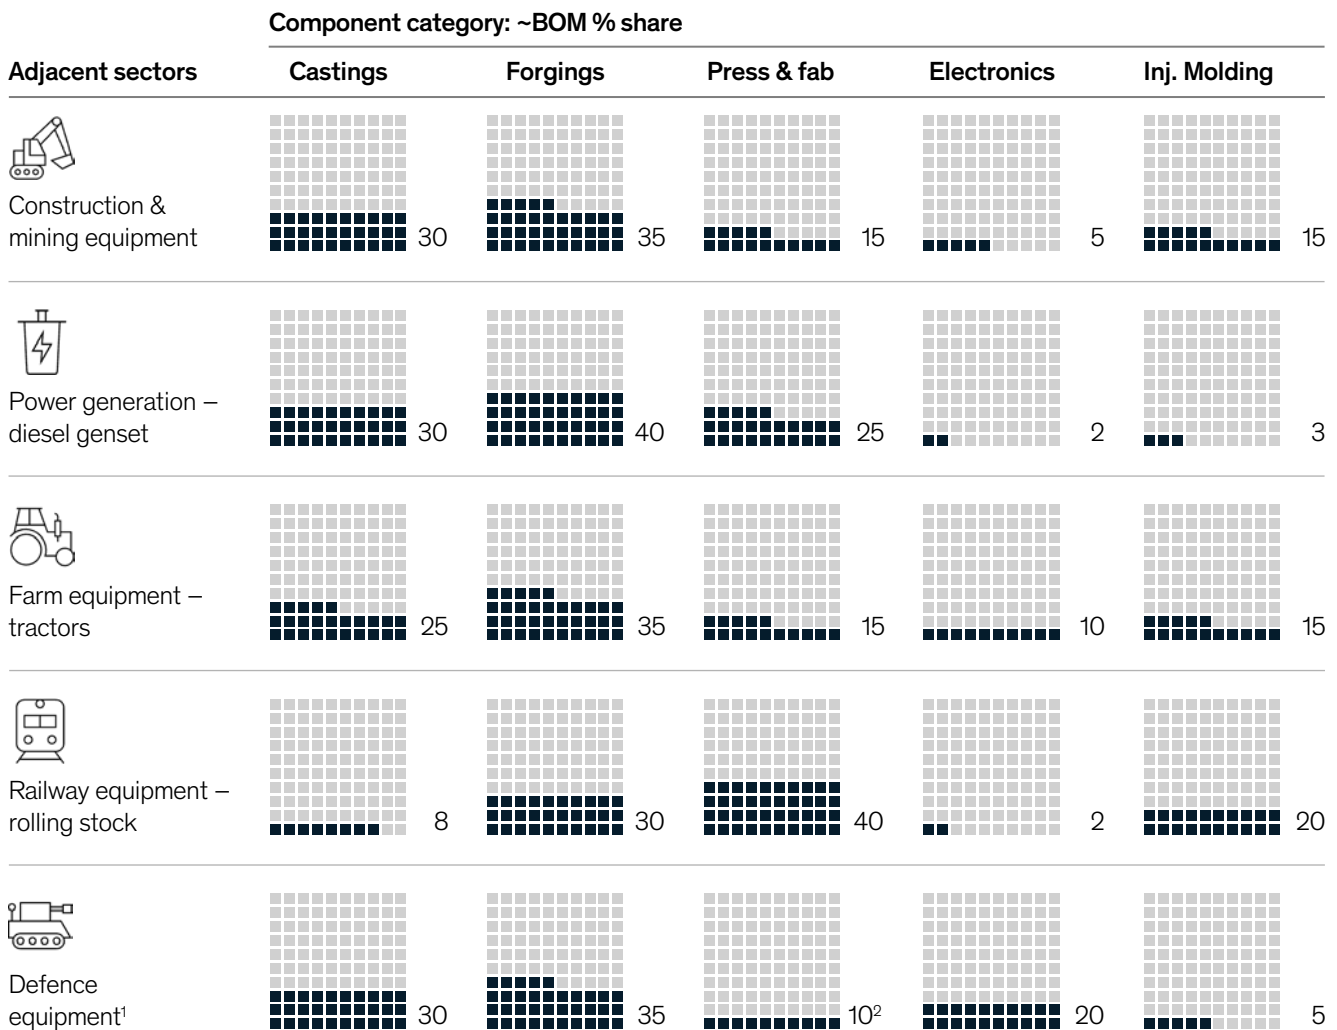 Component category: ~BOM % share
Adjacent sectors Castings Forgings Press & fab Electronics Inj. Molding
Construction &
mining equipment 30 35 15 5 15
Power generation –
diesel genset 30 40 25 2 3
Farm equipment –
tractors 25 35 15 10 15
Railway equipment –
rolling stock 8 30 40 2 20
Defence
equipment¹ 30 35 10² 20 5